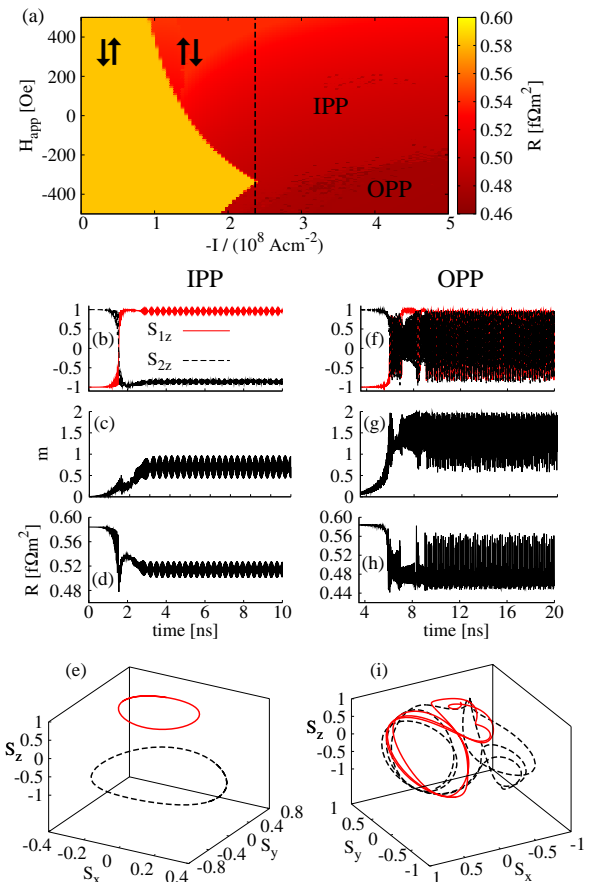 (a)
↓↑ ↑↓
IPP
OPP
H_app [Oe]
400
200
0
-200
-400
0 1 2 3 4 5
-I / (10^8 Acm^-2)
0.60
0.58
0.56
0.54
0.52
0.50
0.48
0.46
R [fΩm^2]
IPP OPP
(b)
1
0.5
0
-0.5
-1
S_1z
S_2z
(f)
1
0.5
0
-0.5
-1
(c)
m
2
1.5
1
0.5
0
(g)
2
1.5
1
0.5
0
(d)
R [fΩm^2]
0.60
0.56
0.52
0.48
0 2 4 6 8 10
time [ns]
(h)
0.60
0.56
0.52
0.48
0.44
4 8 12 16 20
time [ns]
(e)
S_z
1
0.5
0
-0.5
-1
-0.4 -0.2 0 0.2 0.4
S_x
-0.8 -0.4 0 0.4 0.8
S_y
(i)
S_z
1
0.5
0
-0.5
-1
1 0.5 0 -0.5 -1
S_y
1 0.5 0 -0.5 -1
S_x